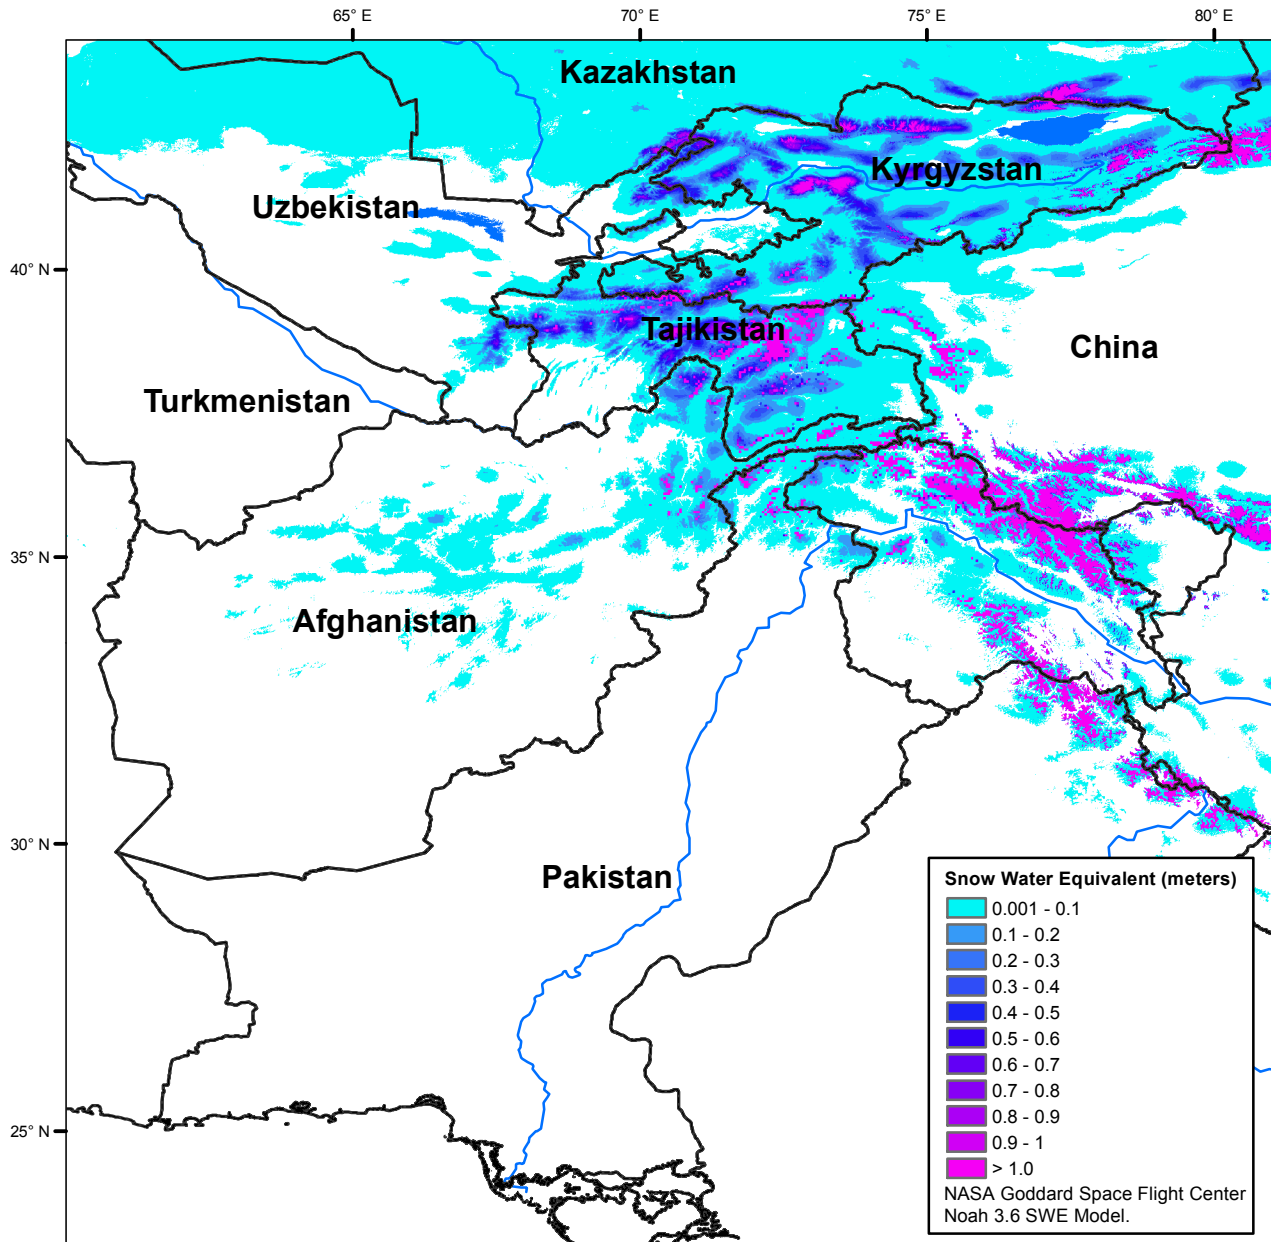 65° E
70° E
75° E
80° E
Kazakhstan
Kyrgyzstan
Uzbekistan
40° N
Tajikistan
China
Turkmenistan
35° N
Afghanistan
30° N
Pakistan
25° N
Snow Water Equivalent (meters)
0.001 - 0.1
0.1 - 0.2
0.2 - 0.3
0.3 - 0.4
0.4 - 0.5
0.5 - 0.6
0.6 - 0.7
0.7 - 0.8
0.8 - 0.9
0.9 - 1
> 1.0
NASA Goddard Space Flight Center
Noah 3.6 SWE Model.